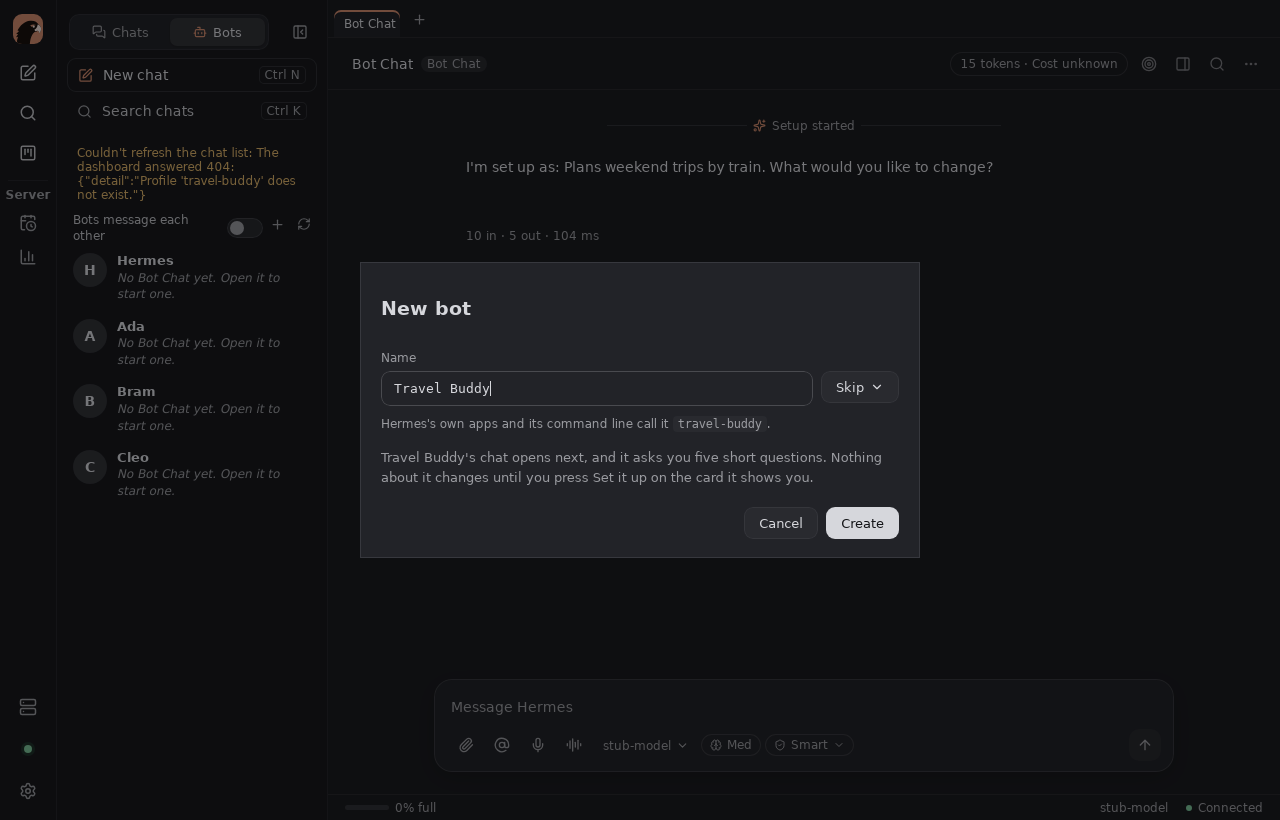 Chats
Bots
New chat
Ctrl N
Search chats
Ctrl K
Couldn't refresh the chat list: The
dashboard answered 404:
{"detail":"Profile 'travel-buddy' does
not exist."}
Server
Bots message each
other
H
Hermes
No Bot Chat yet. Open it to
start one.
A
Ada
No Bot Chat yet. Open it to
start one.
B
Bram
No Bot Chat yet. Open it to
start one.
C
Cleo
No Bot Chat yet. Open it to
start one.
Bot Chat
Bot Chat Bot Chat
15 tokens · Cost unknown
Setup started
I'm set up as: Plans weekend trips by train. What would you like to change?
10 in · 5 out · 104 ms
New bot
Name
Travel Buddy
Skip
Hermes's own apps and its command line call it travel-buddy.
Travel Buddy's chat opens next, and it asks you five short questions. Nothing
about it changes until you press Set it up on the card it shows you.
Cancel
Create
Message Hermes
stub-model
Med
Smart
0% full
stub-model
Connected